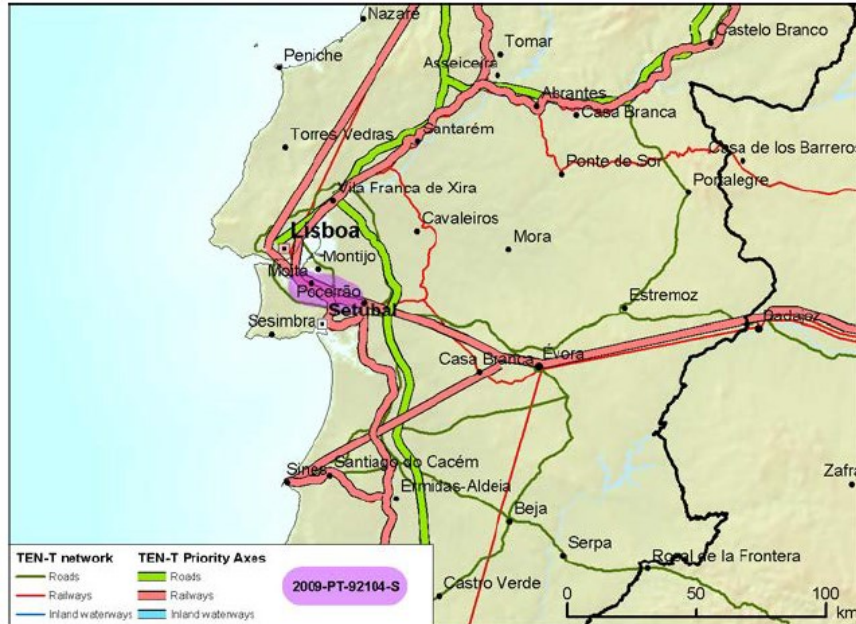 Nazaré
Castelo Branco
Tomar
Peniche
Asseiceira
Abrantes
Casa Branca
Santarém
Torres Vedras
Casa de los Barreros
Ponte de Sor
Portalegre
Vila Franca de Xira
Cavaleiros
Lisboa
Mora
Montijo
Moita
Poceirão
Estremoz
Setúbal
Badajoz
Sesimbra
Casa Branca
Évora
Santiago do Cacém
Sines
Zafra
Ermidas-Aldeia
Beja
Serpa
Rosal de la Frontera
Castro Verde
TEN-T network
TEN-T Priority Axes
Roads
Roads
2009-PT-92104-S
Railways
Railways
Inland waterways
Inland waterways
0 50 100
km